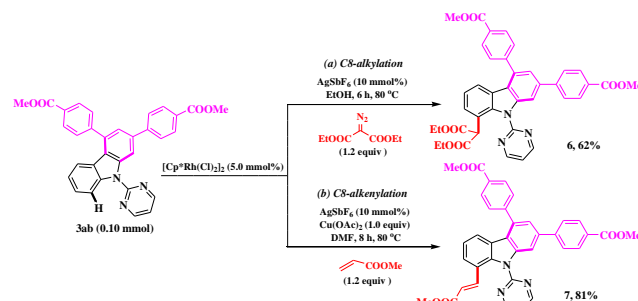 MeOOC
(a) C8-alkylation
AgSbF6 (10 mmol%)
EtOH, 6 h, 80 oC
COOMe
MeOOC
COOMe
N
N
N
H
3ab (0.10 mmol)
[Cp*Rh(Cl)2]2 (5.0 mmol%)
N2
EtOOC COOEt
(1.2 equiv )
EtOOC
EtOOC
N
N
N
6, 62%
(b) C8-alkenylation
AgSbF6 (10 mmol%)
Cu(OAc)2 (1.0 equiv)
DMF, 8 h, 80 oC
COOMe
(1.2 equiv )
MeOOC
COOMe
N
N
7, 81%